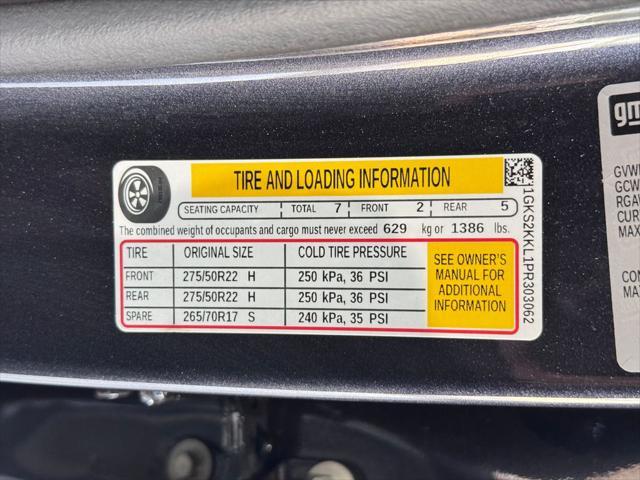 TIRE AND LOADING INFORMATION
SEATING CAPACITY TOTAL 7 FRONT 2 REAR 5
The combined weight of occupants and cargo must never exceed 629 kg or 1386 lbs.
TIRE ORIGINAL SIZE COLD TIRE PRESSURE
FRONT 275/50R22 H 250 kPa, 36 PSI
REAR 275/50R22 H 250 kPa, 36 PSI
SPARE 265/70R17 S 240 kPa, 35 PSI
SEE OWNER'S
MANUAL FOR
ADDITIONAL
INFORMATION
1GKS2KKL1PR303062
gm
GVW
GCW
RGA
CUR
MAX
CON
MAT